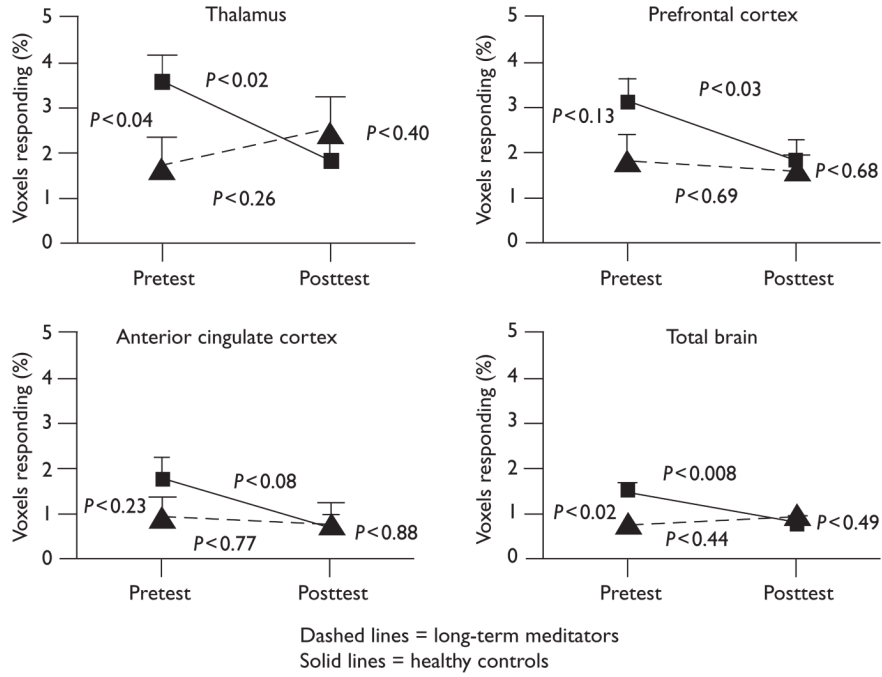 Thalamus
Voxels responding (%)
5
4
3
2
1
0
P<0.02
P<0.04
P<0.40
P<0.26
Pretest
Posttest
Prefrontal cortex
Voxels responding (%)
5
4
3
2
1
0
P<0.03
P<0.13
P<0.68
P<0.69
Pretest
Posttest
Anterior cingulate cortex
Voxels responding (%)
5
4
3
2
1
0
P<0.08
P<0.23
P<0.88
P<0.77
Pretest
Posttest
Total brain
Voxels responding (%)
5
4
3
2
1
0
P<0.008
P<0.02
P<0.49
P<0.44
Pretest
Posttest
Dashed lines = long-term meditators
Solid lines = healthy controls